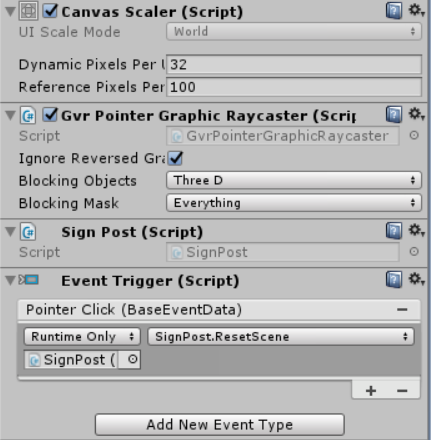 Canvas Scaler (Script)
UI Scale Mode World
Dynamic Pixels Per U 32
Reference Pixels Per 100
Gvr Pointer Graphic Raycaster (Scrip
Script GvrPointerGraphicRaycaster
Ignore Reversed Gra
Blocking Objects Three D
Blocking Mask Everything
Sign Post (Script)
Script SignPost
Event Trigger (Script)
Pointer Click (BaseEventData)
Runtime Only SignPost.ResetScene
SignPost (
Add New Event Type